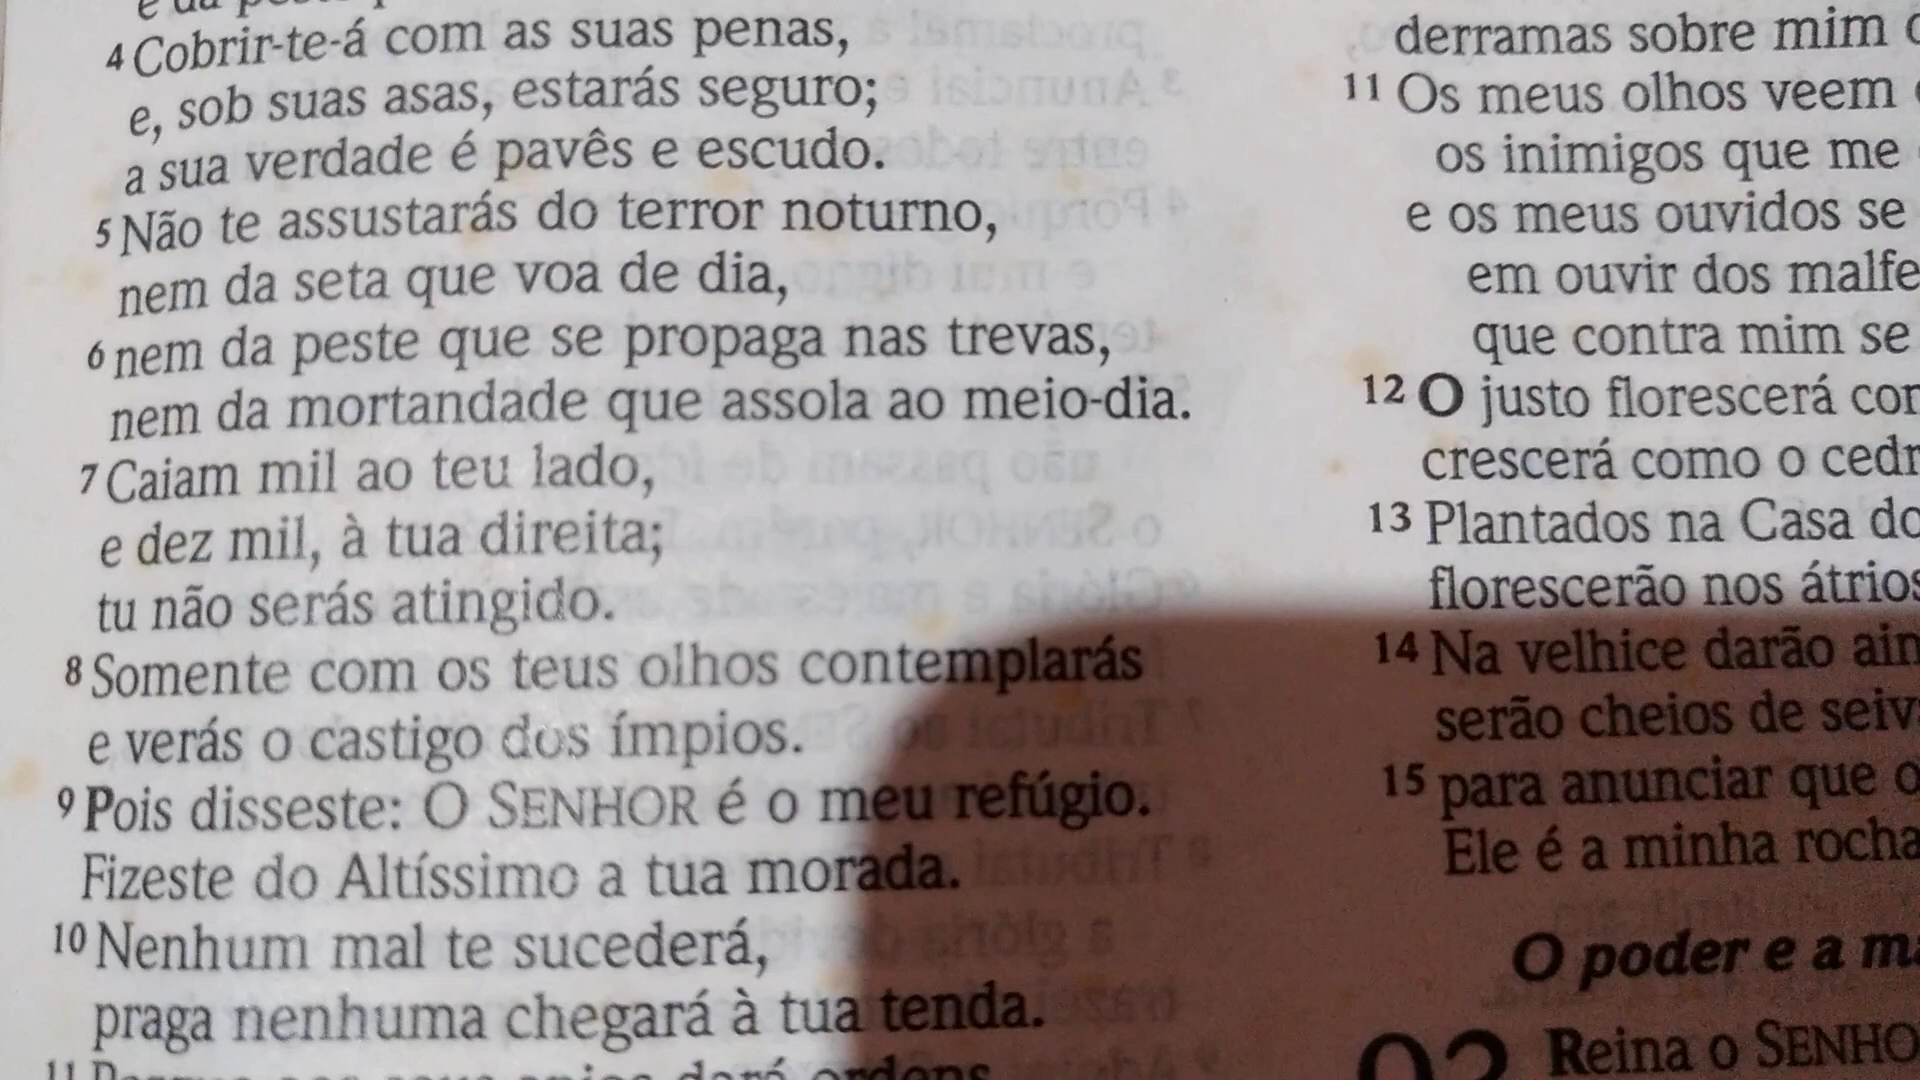 4 Cobrir-te-á com as suas penas,
e, sob suas asas, estarás seguro;
a sua verdade é pavês e escudo.
5 Não te assustarás do terror noturno,
nem da seta que voa de dia,
6 nem da peste que se propaga nas trevas,
nem da mortandade que assola ao meio-dia.
7 Caiam mil ao teu lado,
e dez mil, à tua direita;
tu não serás atingido.
8 Somente com os teus olhos contemplarás
e verás o castigo dos ímpios.
9 Pois disseste: O SENHOR é o meu refúgio.
Fizeste do Altíssimo a tua morada.
10 Nenhum mal te sucederá,
praga nenhuma chegará à tua tenda.
11
derramas sobre mim
11 Os meus olhos veem
os inimigos que me
e os meus ouvidos se
em ouvir dos malfe
que contra mim se
12 O justo florescerá
crescerá como o cedr
13 Plantados na Casa
florescerão nos átrios
14 Na velhice darão ain
serão cheios de seiv
15 para anunciar que o
Ele é a minha rocha
O poder e a ma
Reina o SENHO